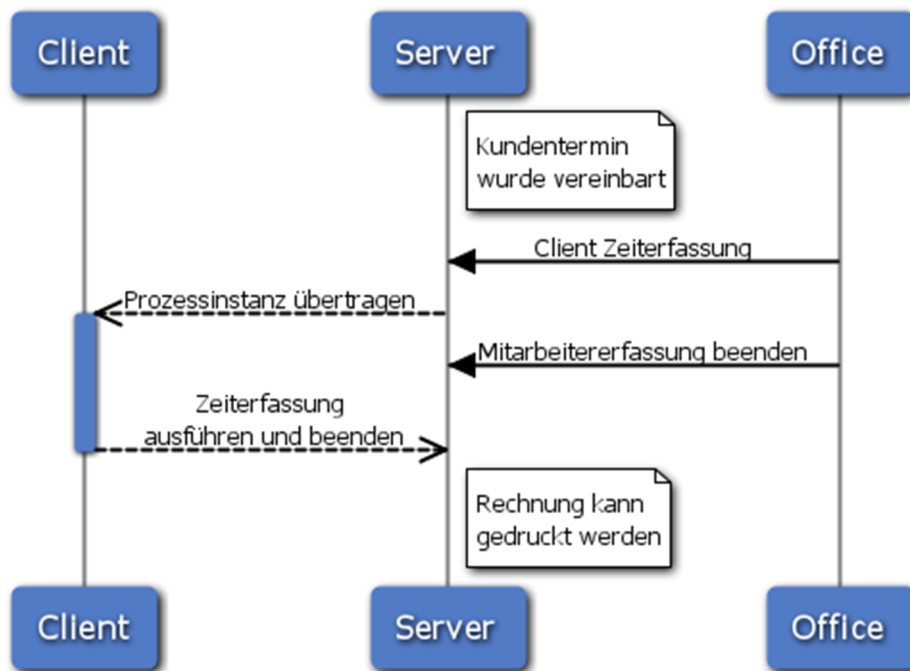 Client
Server
Office
Kundentermin
wurde vereinbart
Client Zeiterfassung
Prozessinstanz übertragen
Mitarbeitererfassung beenden
Zeiterfassung
ausführen und beenden
Rechnung kann
gedruckt werden
Client
Server
Office